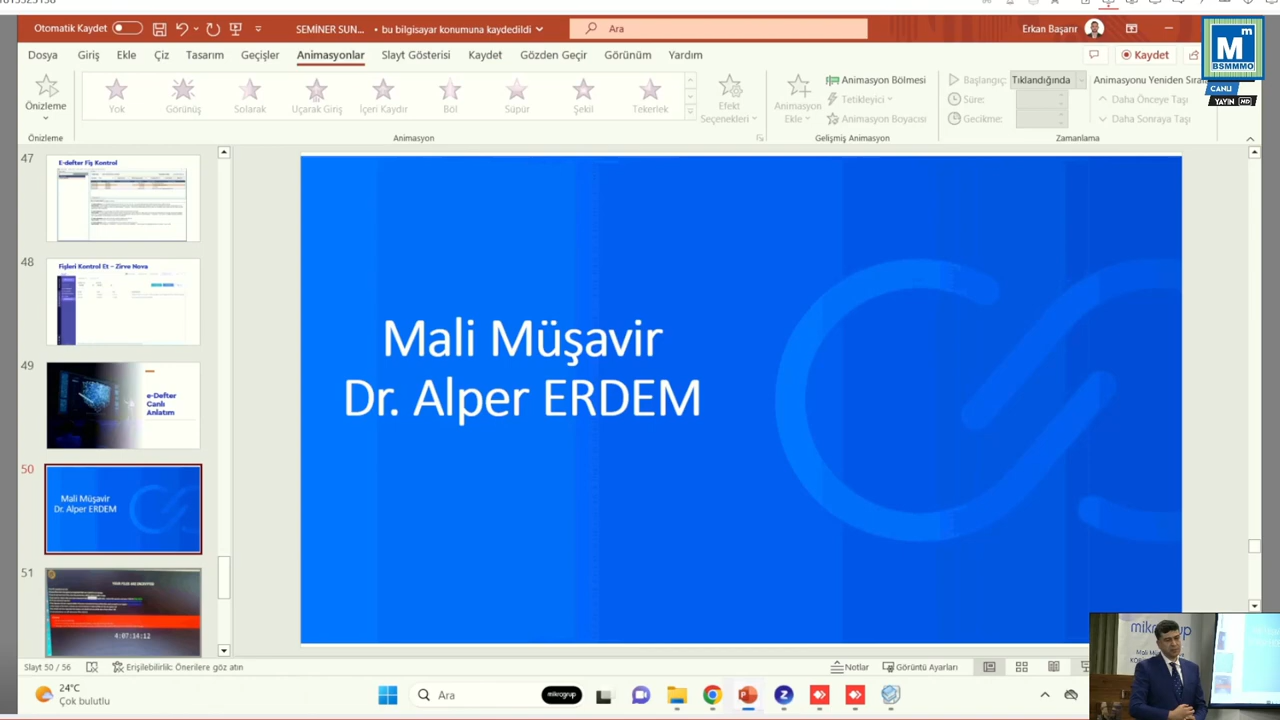 Otomatik Kaydet
SEMİNER SUN... • bu bilgisayar konumuna kaydedildi
Ara
Erkan Başarır
Dosya
Giriş
Ekle
Çiz
Tasarım
Geçişler
Animasyonlar
Slayt Gösterisi
Kaydet
Gözden Geçir
Görünüm
Yardım
Kaydet
M m
BSMMMO
CANLI
YAYIN HD
Önizleme
Yok
Görünüş
Solarak
Uçarak Giriş
İçeri Kaydır
Böl
Süpür
Şekil
Tekerlek
Efekt
Seçenekleri
Animasyon
Ekle
Animasyon Bölmesi
Tetikleyici
Animasyon Boyacısı
Başlangıç: Tıklandığında
Süre:
Gecikme:
Animasyonu Yeniden Sıra
Daha Önceye Taşı
Daha Sonraya Taşı
Önizleme
Animasyon
Gelişmiş Animasyon
Zamanlama
47
E-defter Fiş Kontrol
48
Fişleri Kontrol Et - Zirve Nova
49
e-Defter
Canlı
Anlatım
50
Mali Müşavir
Dr. Alper ERDEM
51
4:07:14:12
Mali Müşavir
Dr. Alper ERDEM
mikrogrup
Slayt 50 / 56
Erişilebilirlik: Önerilere göz atın
Notlar
Görüntü Ayarları
24°C
Çok bulutlu
Ara
mikrogrup